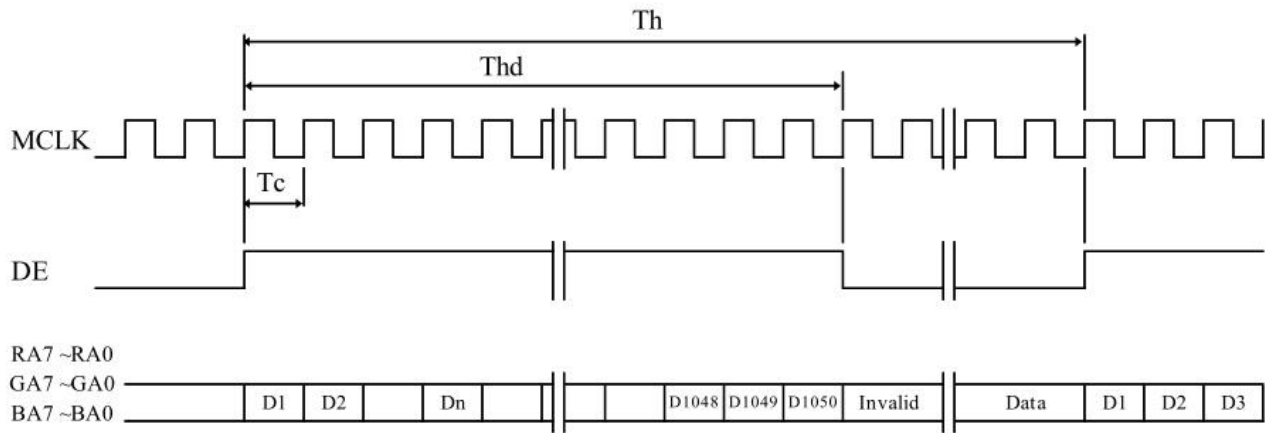 Th
Thd
MCLK
Tc
DE
RA7 ~RA0
GA7 ~GA0
BA7 ~BA0
D1 D2 Dn D1048 D1049 D1050 Invalid Data D1 D2 D3